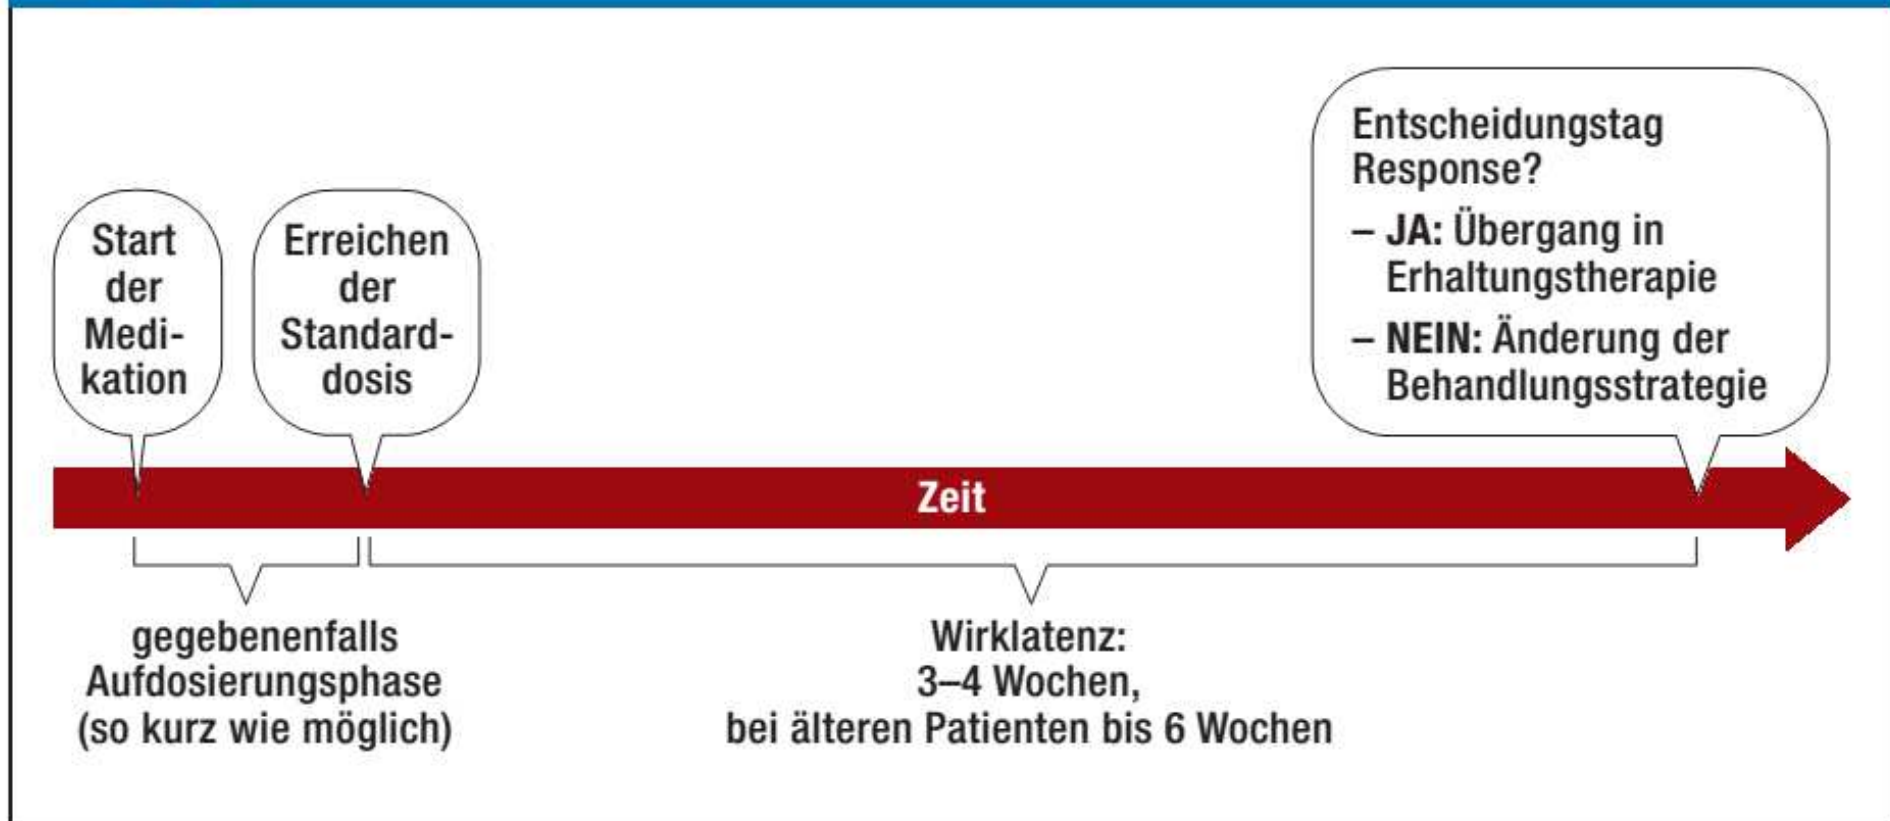 Start
der
Medi-
kation
Erreichen
der
Standard-
dosis
Entscheidungstag
Response?
– JA: Übergang in
Erhaltungstherapie
– NEIN: Änderung der
Behandlungsstrategie
Zeit
gegebenenfalls
Aufdosierungsphase
(so kurz wie möglich)
Wirklatenz:
3–4 Wochen,
bei älteren Patienten bis 6 Wochen